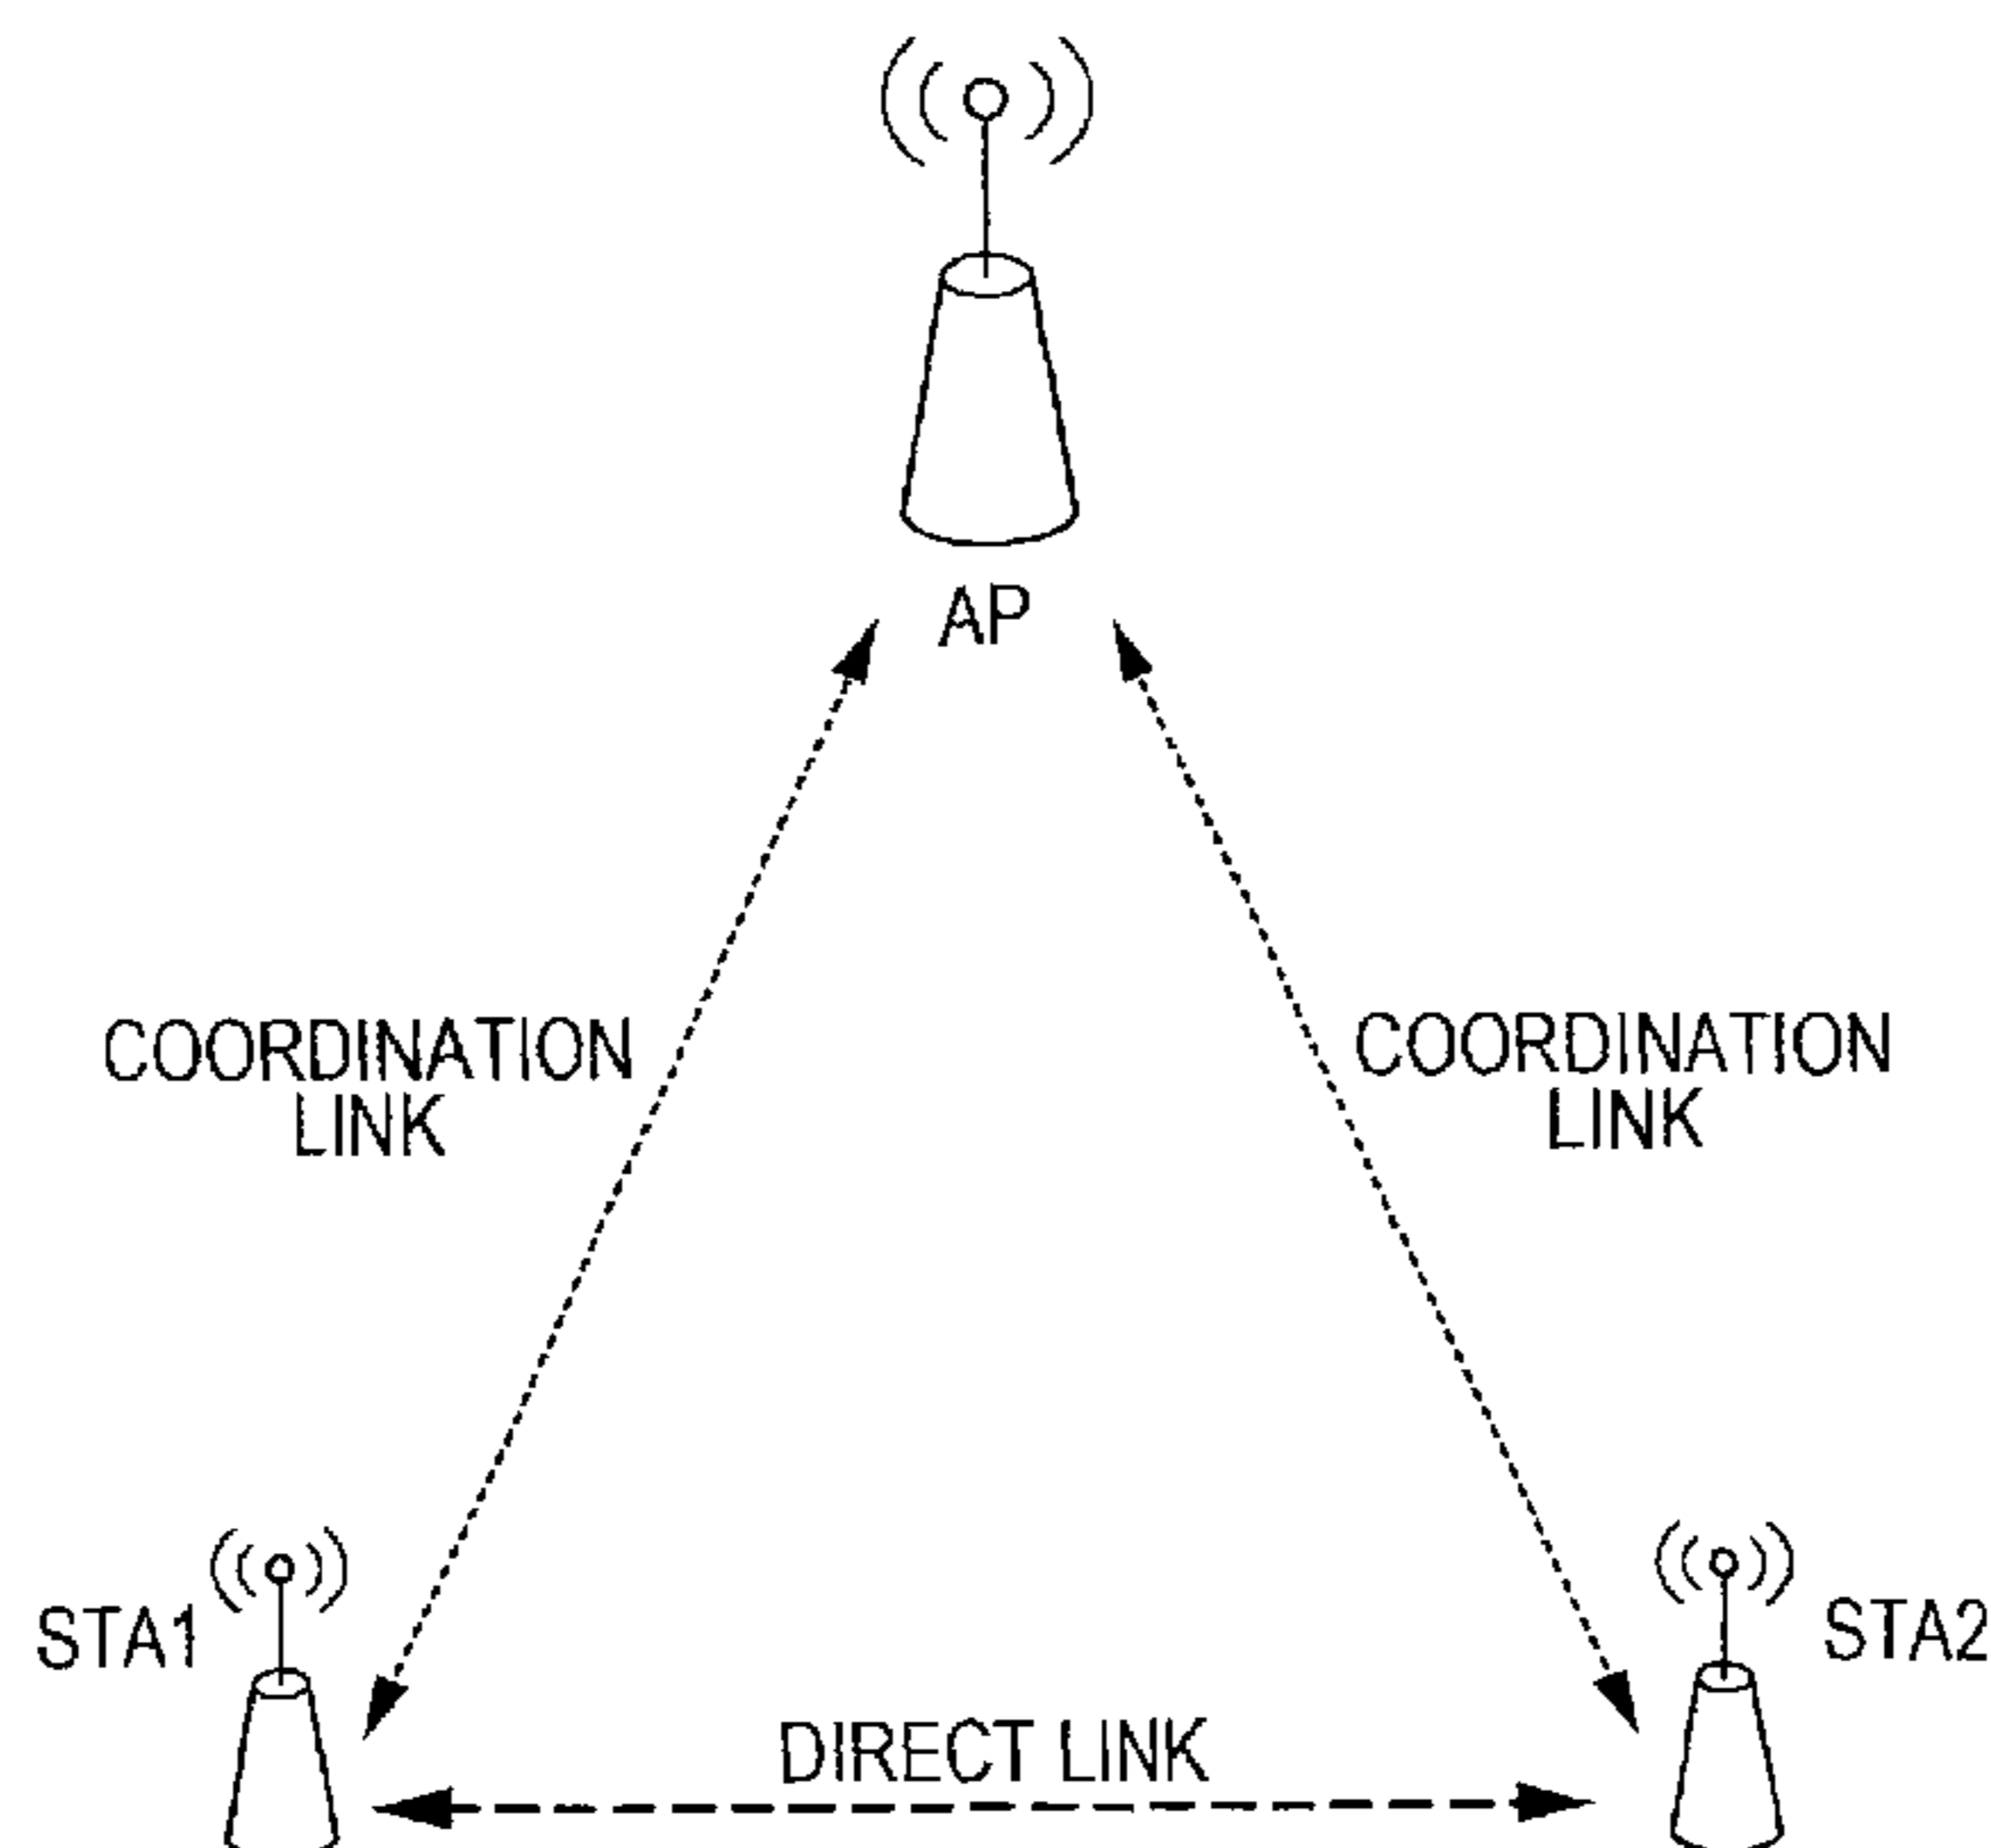 AP
COORDINATION
LINK
COORDINATION
LINK
STA1
STA2
DIRECT LINK